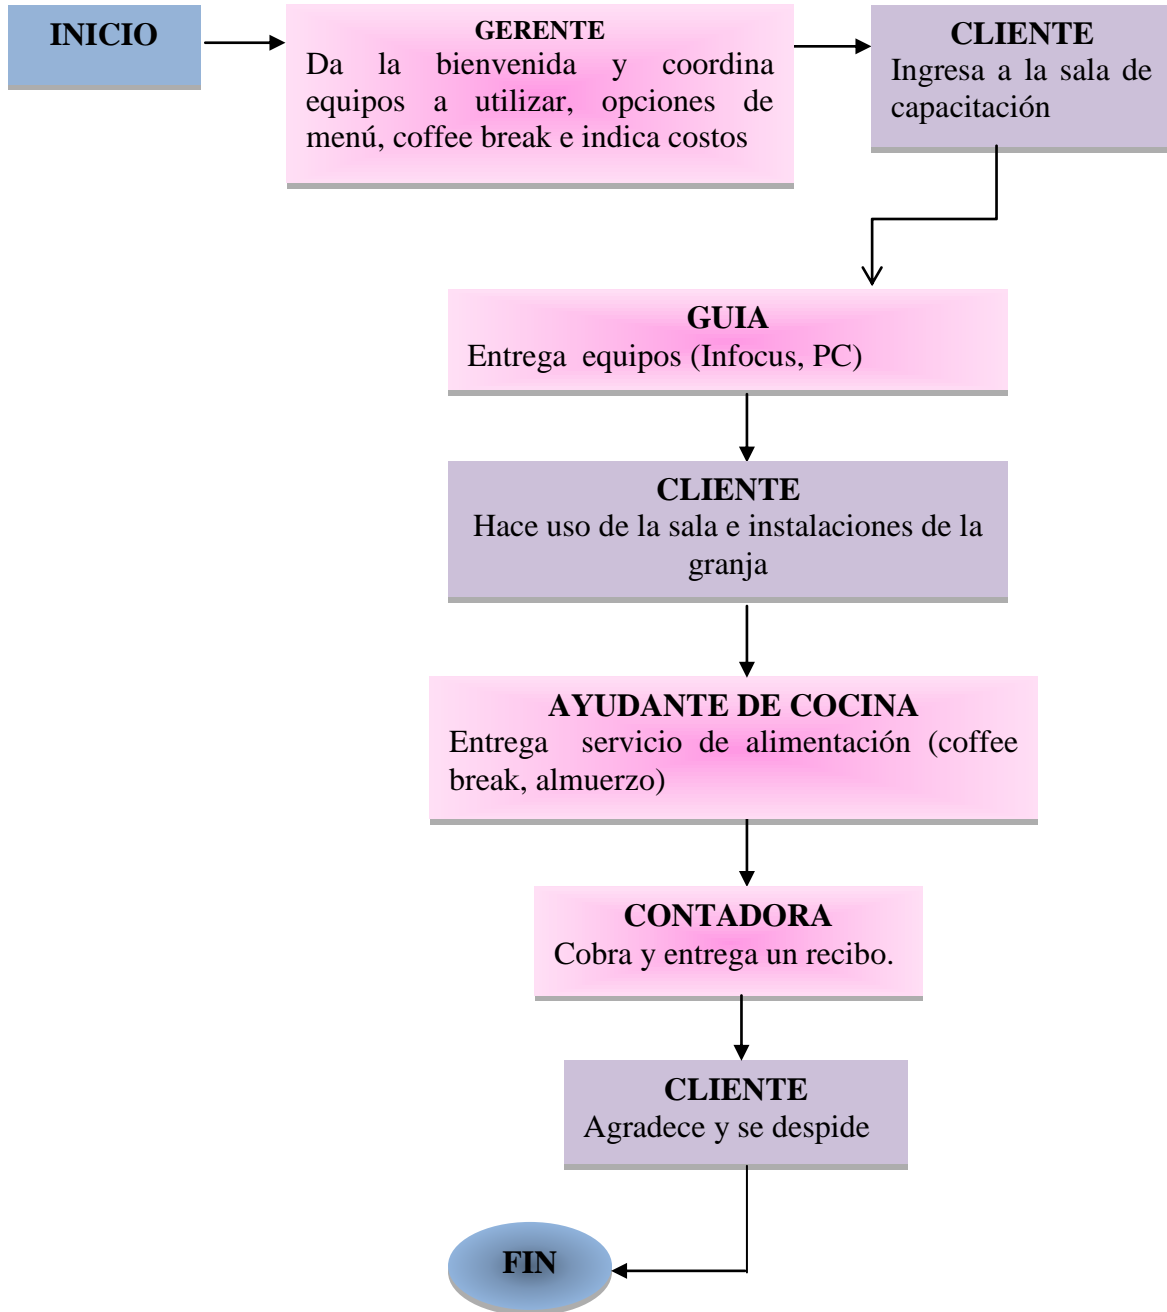 INICIO
GERENTE
Da la bienvenida y coordina
equipos a utilizar, opciones de
menú, coffee break e indica costos
CLIENTE
Ingresa a la sala de
capacitación
GUIA
Entrega equipos (Infocus, PC)
CLIENTE
Hace uso de la sala e instalaciones de la
granja
AYUDANTE DE COCINA
Entrega servicio de alimentación (coffee
break, almuerzo)
CONTADORA
Cobra y entrega un recibo.
CLIENTE
Agradece y se despide
FIN